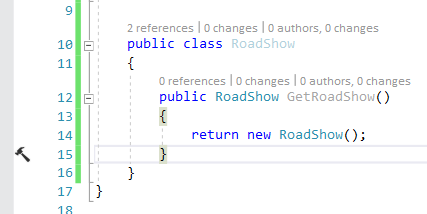 9
2 references | 0 changes | 0 authors, 0 changes
10 public class RoadShow
11 {
0 references | 0 changes | 0 authors, 0 changes
12 public RoadShow GetRoadShow()
13 {
14 return new RoadShow();
15 }
16 }
17 }
18